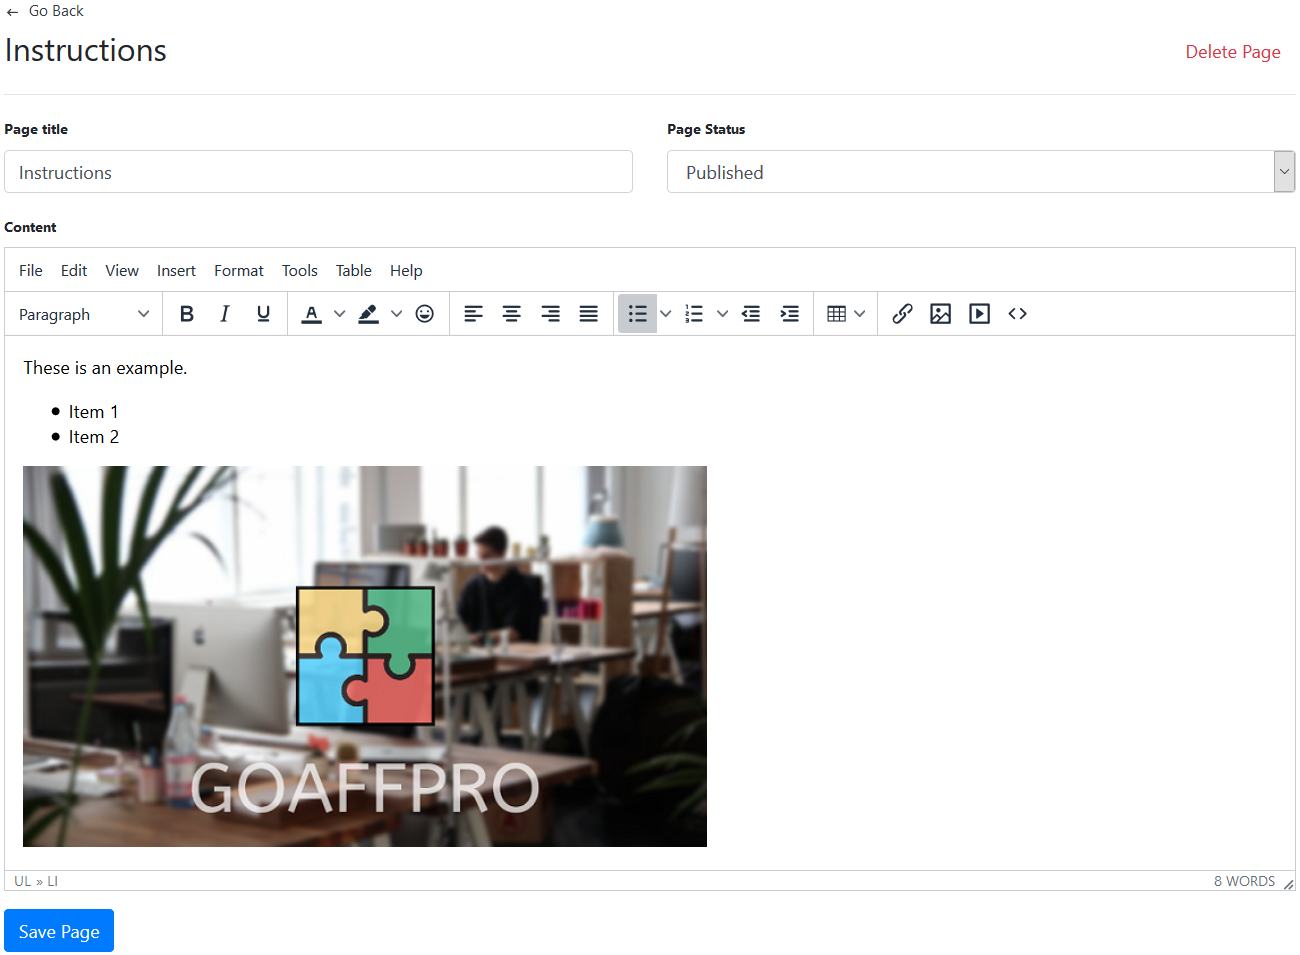 ← Go Back
Instructions
Delete Page
Page title
Page Status
Instructions
Published
Content
File Edit View Insert Format Tools Table Help
Paragraph B I U A
These is an example.
• Item 1
• Item 2
GOAFFPRO
UL » LI
8 WORDS
Save Page